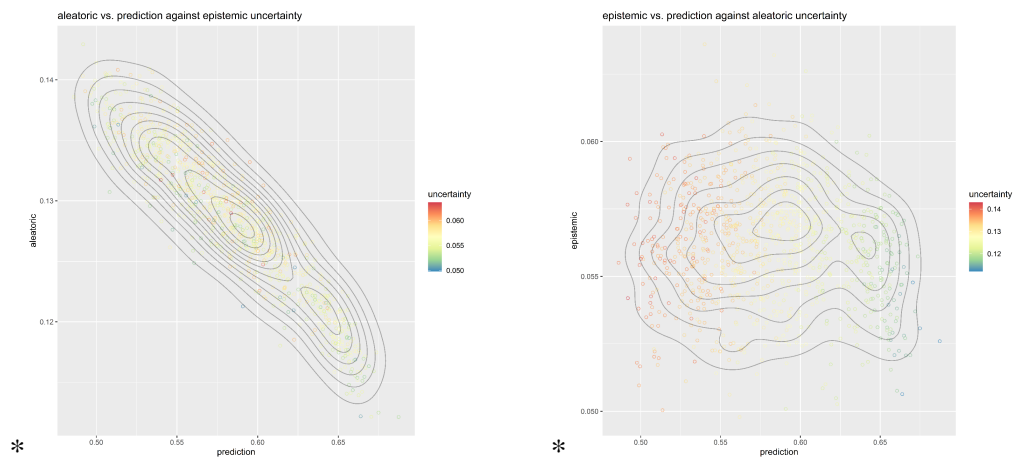 aleatoric vs. prediction against epistemic uncertainty
0.14
0.13
0.12
aleatoric
0.50 0.55 0.60 0.65
prediction
uncertainty
0.060
0.055
0.050
*
epistemic vs. prediction against aleatoric uncertainty
0.060
0.055
0.050
epistemic
0.50 0.55 0.60 0.65
prediction
uncertainty
0.14
0.13
0.12
*